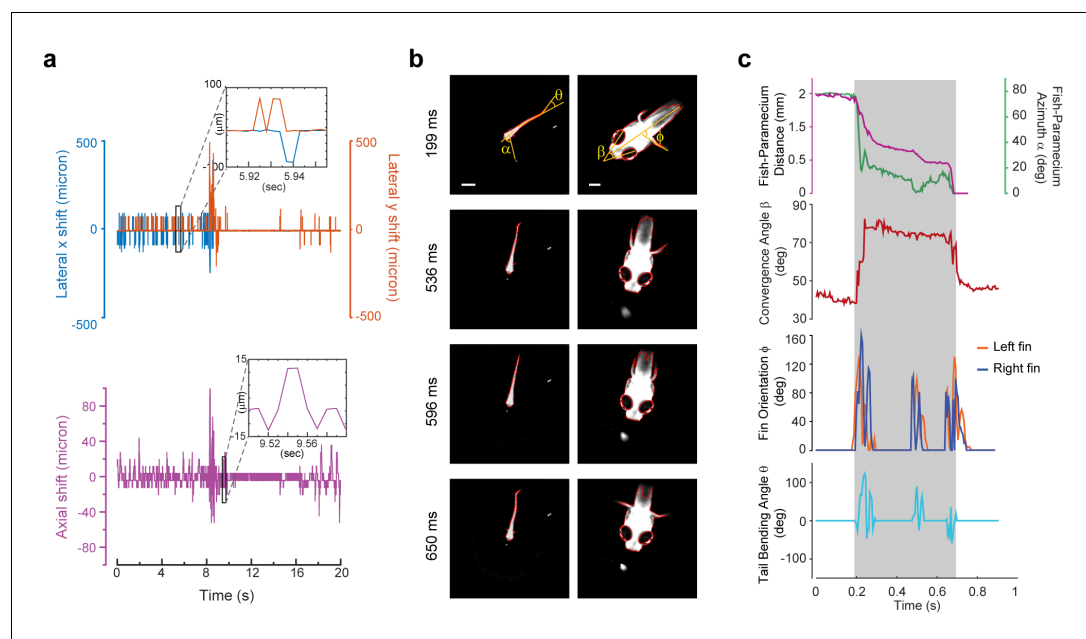 a
b
c
100
(µm)
5.92
5.94
(sec)
500
0
-500
Lateral x shift (micron)
500
0
-500
Lateral y shift (micron)
15
(µm)
-15
9.52
9.56
(sec)
80
40
0
-40
-80
Axial shift (micron)
0
4
8
12
16
20
Time (s)
199 ms
θ
α
β
ϕ
536 ms
596 ms
650 ms
2
1.5
0.5
0
Fish-Paramecium
Distance (mm)
80
60
40
20
0
Fish-Paramecium
Azimuth α (deg)
90
70
50
30
Convergence Angle β
(deg)
160
120
80
40
0
Fin Orientation ϕ
(deg)
Left fin
Right fin
100
0
-100
Tail Bending Angle θ
(deg)
0
0.2
0.4
0.6
0.8
1
Time (s)